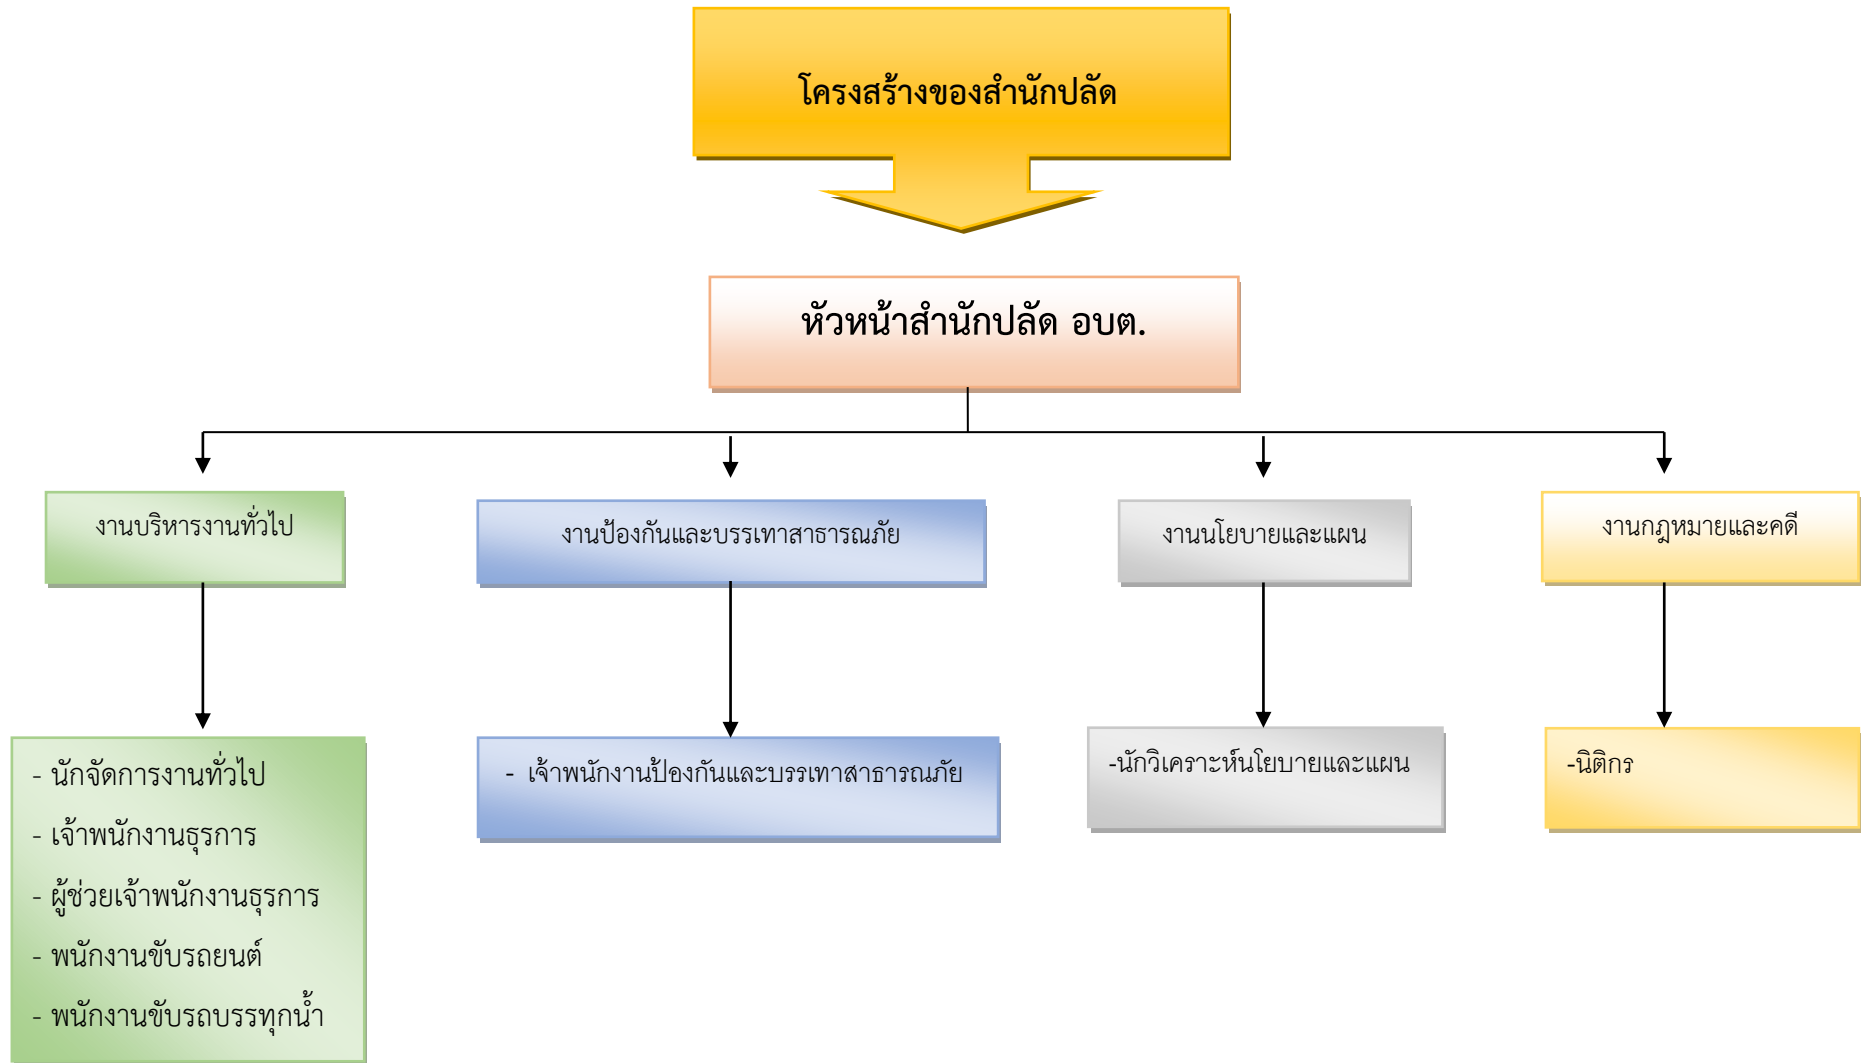 โครงสร้างของสำนักปลัด
หัวหน้าสำนักปลัด อบต.
งานบริหารงานทั่วไป
งานป้องกันและบรรเทาสาธารณภัย
งานนโยบายและแผน
งานกฎหมายและคดี
- นักจัดการงานทั่วไป
- เจ้าพนักงานธุรการ
- ผู้ช่วยเจ้าพนักงานธุรการ
- พนักงานขับรถยนต์
- พนักงานขับรถบรรทุกน้ำ
- เจ้าพนักงานป้องกันและบรรเทาสาธารณภัย
-นักวิเคราะห์นโยบายและแผน
-นิติกร